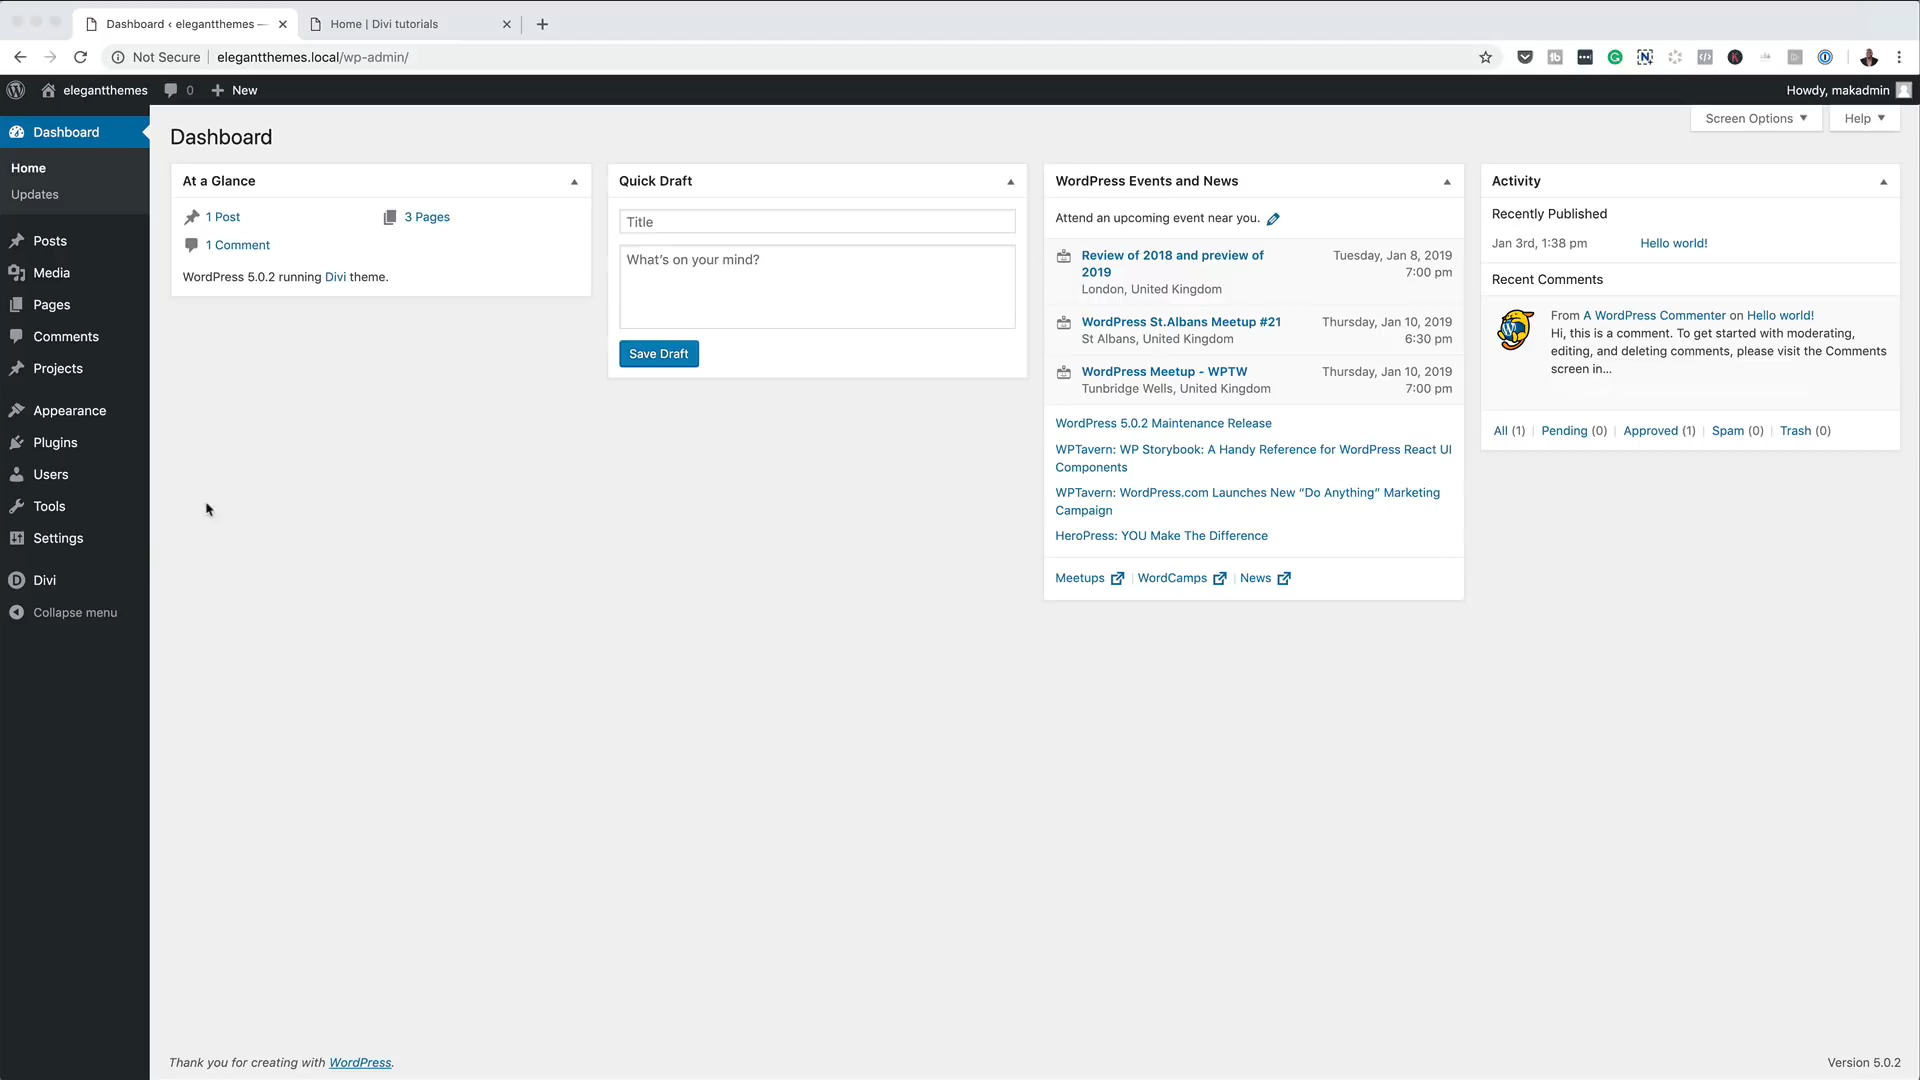 Dashboard ‹ elegantthemes —
Home | Divi tutorials
Not Secure
elegantthemes.local/wp-admin/
elegantthemes
0
New
Howdy, makadmin
Dashboard
Home
Updates
Posts
Media
Pages
Comments
Projects
Appearance
Plugins
Users
Tools
Settings
Divi
Collapse menu
Dashboard
Screen Options
Help
At a Glance
1 Post
3 Pages
1 Comment
WordPress 5.0.2 running Divi theme.
Quick Draft
Title
What's on your mind?
Save Draft
WordPress Events and News
Attend an upcoming event near you.
Review of 2018 and preview of
2019
London, United Kingdom
Tuesday, Jan 8, 2019
7:00 pm
WordPress St.Albans Meetup #21
St Albans, United Kingdom
Thursday, Jan 10, 2019
6:30 pm
WordPress Meetup - WPTW
Tunbridge Wells, United Kingdom
Thursday, Jan 10, 2019
7:00 pm
WordPress 5.0.2 Maintenance Release
WPTavern: WP Storybook: A Handy Reference for WordPress React UI
Components
WPTavern: WordPress.com Launches New “Do Anything” Marketing
Campaign
HeroPress: YOU Make The Difference
Meetups | WordCamps | News
Activity
Recently Published
Jan 3rd, 1:38 pm
Hello world!
Recent Comments
From A WordPress Commenter on Hello world!
Hi, this is a comment. To get started with moderating,
editing, and deleting comments, please visit the Comments
screen in...
All (1) | Pending (0) | Approved (1) | Spam (0) | Trash (0)
Thank you for creating with WordPress.
Version 5.0.2